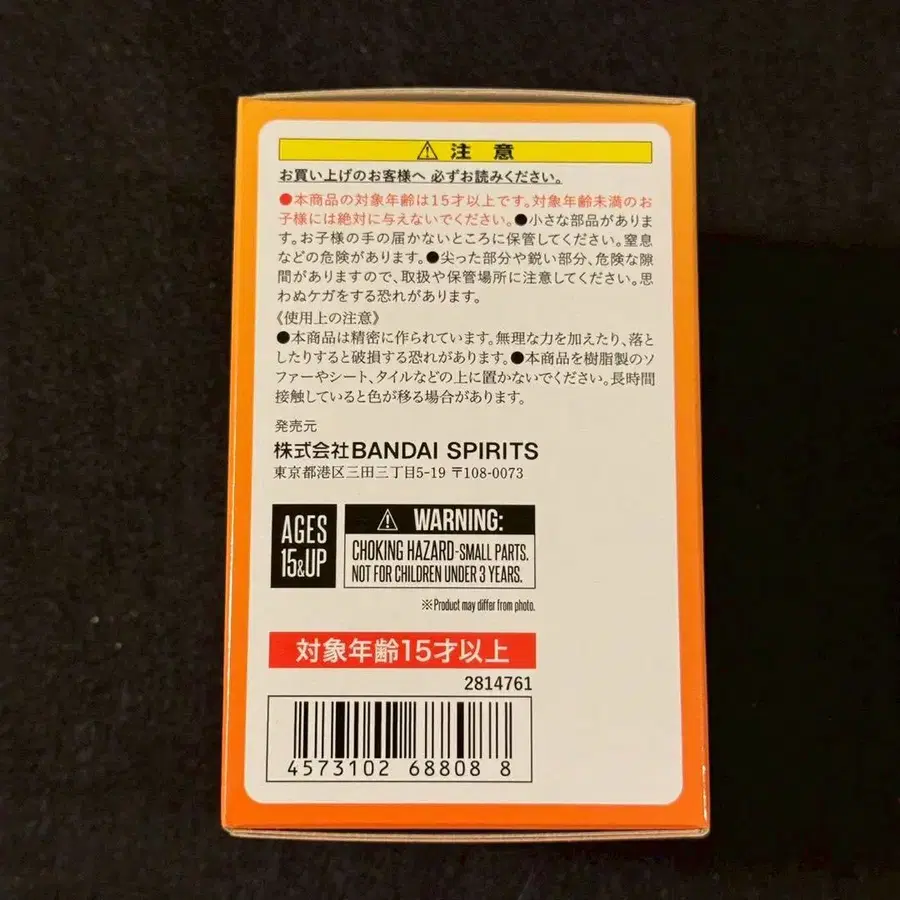 ⚠ 注 意
お買い上げのお客様へ 必ずお読みください。
●本商品の対象年齢は15才以上です。対象年齢未満のお
子様には絶対に与えないでください。●小さな部品がありま
す。お子様の手の届かないところに保管してください。窒息
などの危険があります。●尖った部分や鋭い部分、危険な隙
間がありますので、取扱や保管場所に注意してください。思
わぬケガをする恐れがあります。
《使用上の注意》
●本商品は精密に作られています。無理な力を加えたり、落と
したりすると破損する恐れがあります。●本商品を樹脂製のソ
ファーやシート、タイルなどの上に置かないでください。長時間
接触していると色が移る場合があります。
発売元
株式会社BANDAI SPIRITS
東京都港区三田三丁目5-19 〒108-0073
AGES
15&UP
⚠ WARNING:
CHOKING HAZARD-SMALL PARTS.
NOT FOR CHILDREN UNDER 3 YEARS.
※Product may differ from photo.
対象年齢15才以上
2814761
4573102 68808 8